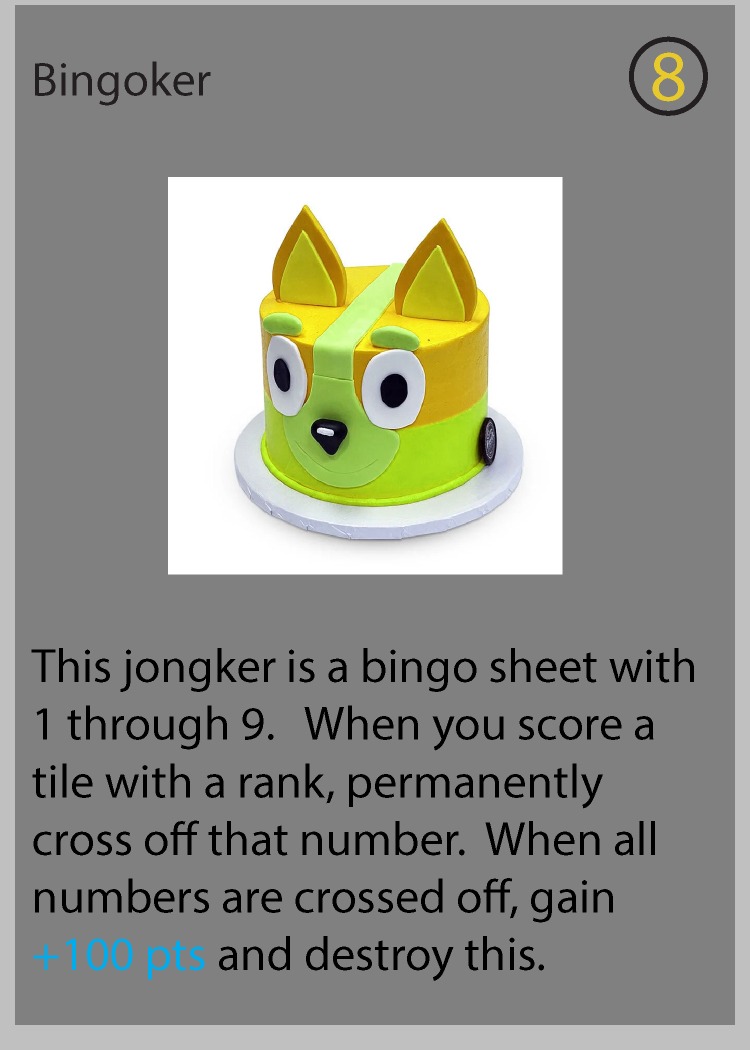 Bingoker
8
This jongker is a bingo sheet with
1 through 9.  When you score a
tile with a rank, permanently
cross off that number.  When all
numbers are crossed off, gain
+100 pts and destroy this.